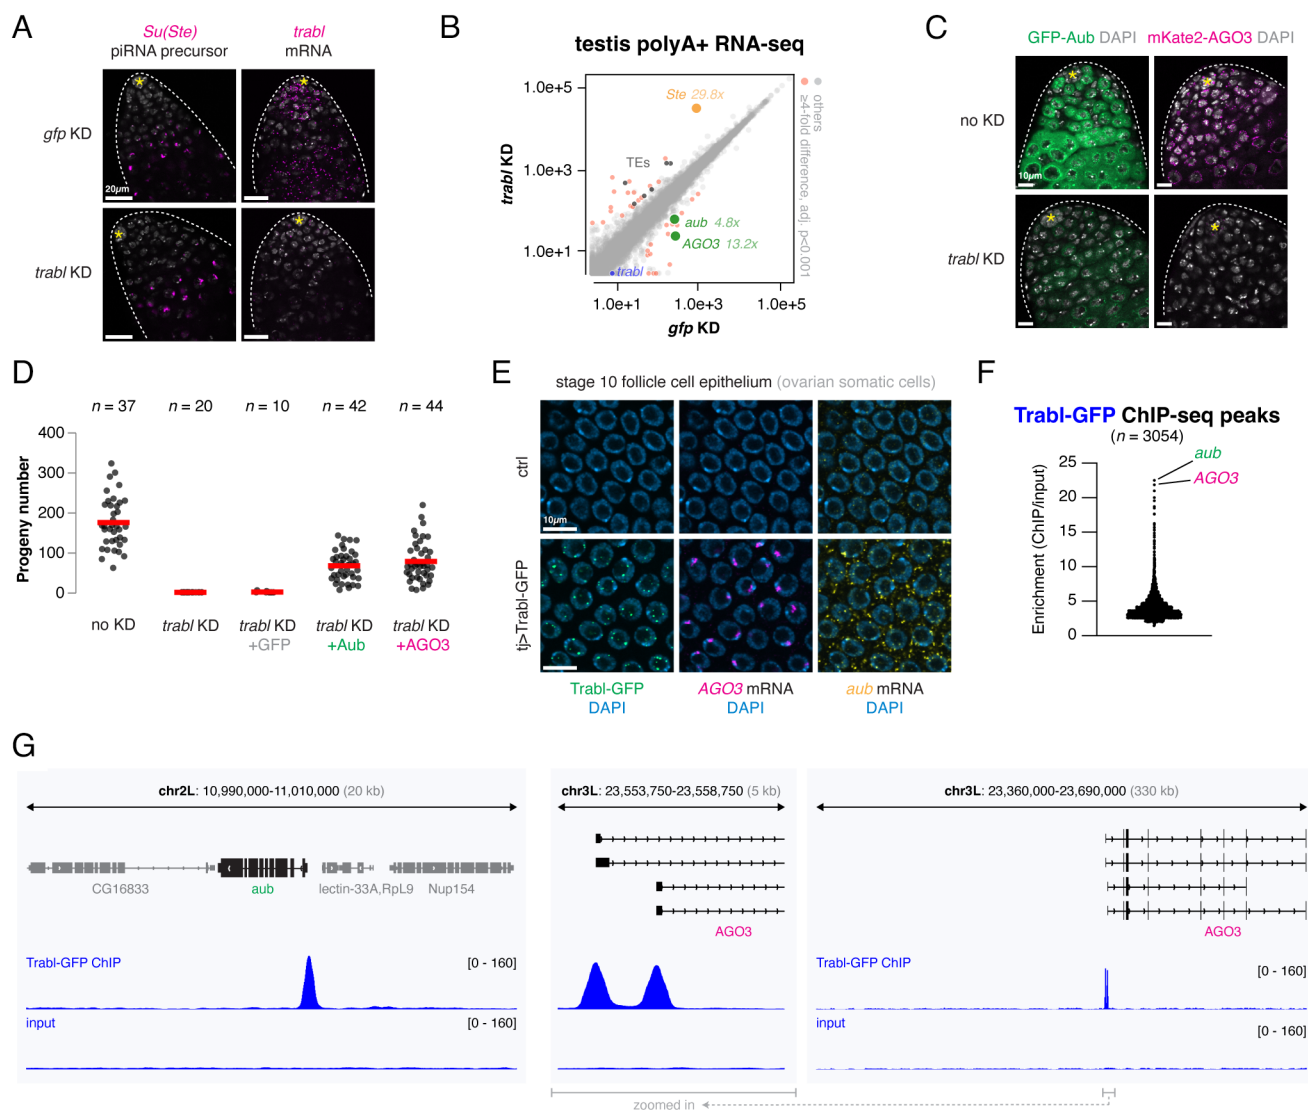 A
Su(Ste)
piRNA precursor
trabl
mRNA
gfp KD
20µm
trabl KD
B
testis polyA+ RNA-seq
1.0e+5
1.0e+3
1.0e+1
trabl KD
Ste 29.8x
TEs
aub 4.8x
AGO3 13.2x
trabl
1.0e+1
1.0e+3
1.0e+5
gfp KD
others
≥4-fold difference, adj. p<0.001
C
GFP-Aub DAPI
mKate2-AGO3 DAPI
no KD
10µm
trabl KD
D
n = 37
n = 20
n = 10
n = 42
n = 44
Progeny number
400
300
200
100
0
no KD
trabl KD
trabl KD
+GFP
trabl KD
+Aub
trabl KD
+AGO3
E
stage 10 follicle cell epithelium (ovarian somatic cells)
ctrl
10µm
tj>Trabl-GFP
Trabl-GFP
DAPI
AGO3 mRNA
DAPI
aub mRNA
DAPI
F
Trabl-GFP ChIP-seq peaks
(n = 3054)
aub
AGO3
Enrichment (ChIP/input)
25
20
15
10
5
0
G
chr2L: 10,990,000-11,010,000 (20 kb)
CG16833
aub
lectin-33A,RpL9
Nup154
Trabl-GFP ChIP
[0 - 160]
input
[0 - 160]
chr3L: 23,553,750-23,558,750 (5 kb)
AGO3
chr3L: 23,360,000-23,690,000 (330 kb)
AGO3
Trabl-GFP ChIP
[0 - 160]
input
[0 - 160]
zoomed in